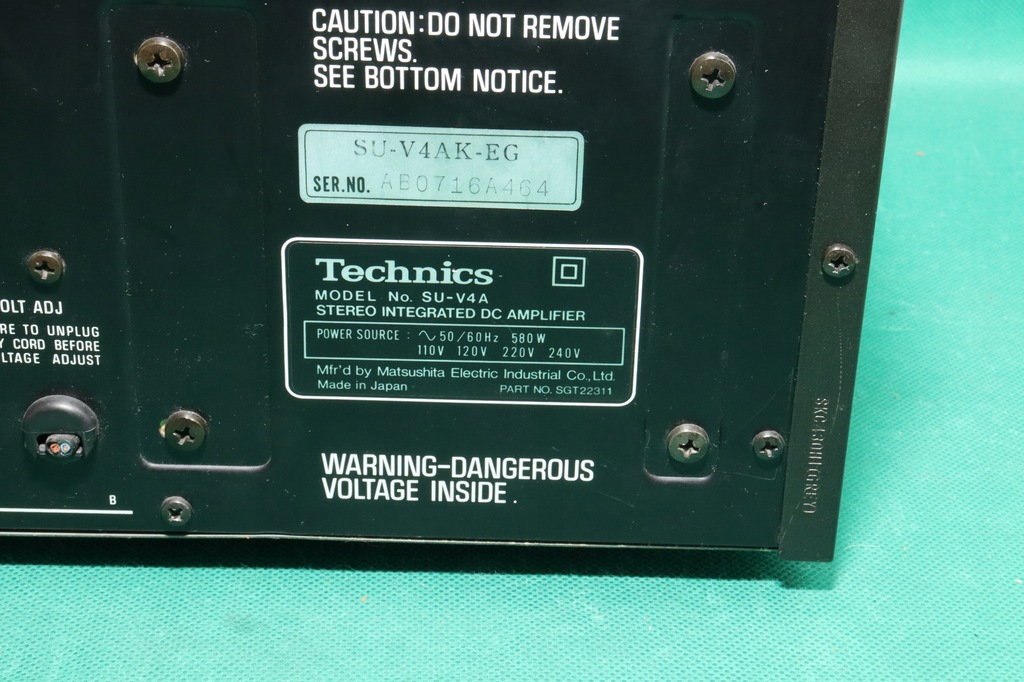 CAUTION:DO NOT REMOVE
SCREWS.
SEE BOTTOM NOTICE.
SU-V4AK-EG
SER.NO. AB0716A464
Technics
MODEL No. SU-V4A
STEREO INTEGRATED DC AMPLIFIER
POWER SOURCE : ∿ 50/60Hz 580W
110V 120V 220V 240V
Mfr'd by Matsushita Electric Industrial Co., Ltd.
Made in Japan PART NO. SGT22311
OLT ADJ
RE TO UNPLUG
Y CORD BEFORE
LTAGE ADJUST
B
WARNING-DANGEROUS
VOLTAGE INSIDE.